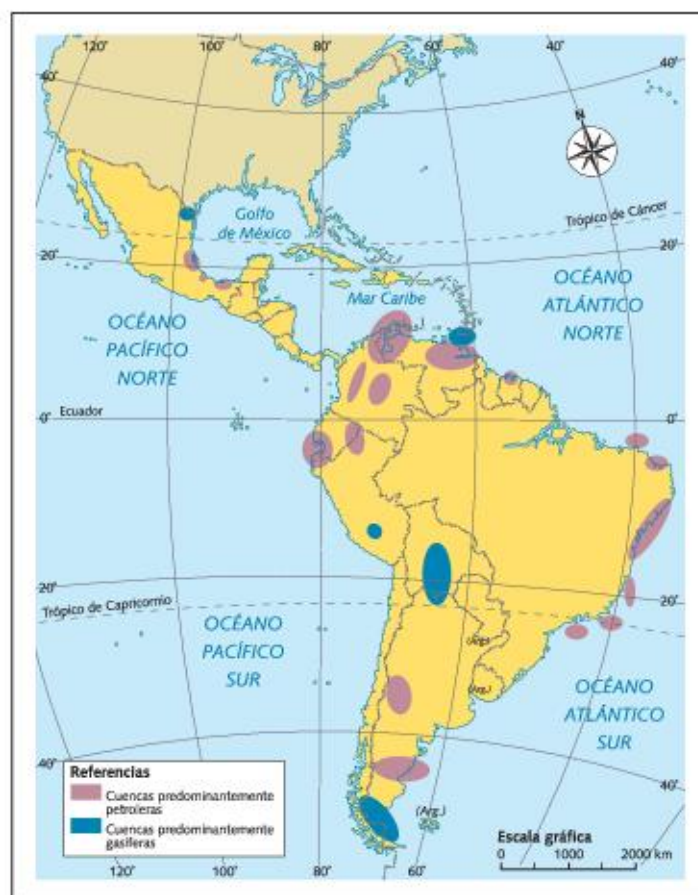 120°
100°
80°
60°
40°
40°
N
Golfo
de México
Trópico de Cáncer
20°
20°
Mar Caribe
OCÉANO
ATLÁNTICO
NORTE
OCÉANO
PACÍFICO
NORTE
Ecuador
0°
0°
20°
20°
Trópico de Capricornio
OCÉANO
PACÍFICO
SUR
(Arg.)
(Arg.)
OCÉANO
ATLÁNTICO
SUR
40°
40°
Referencias
Cuencas predominantemente
petroleras
Cuencas predominantemente
gasíferas
(Arg.)
Escala gráfica
0 1000 2000 km
120°
100°
80°
60°